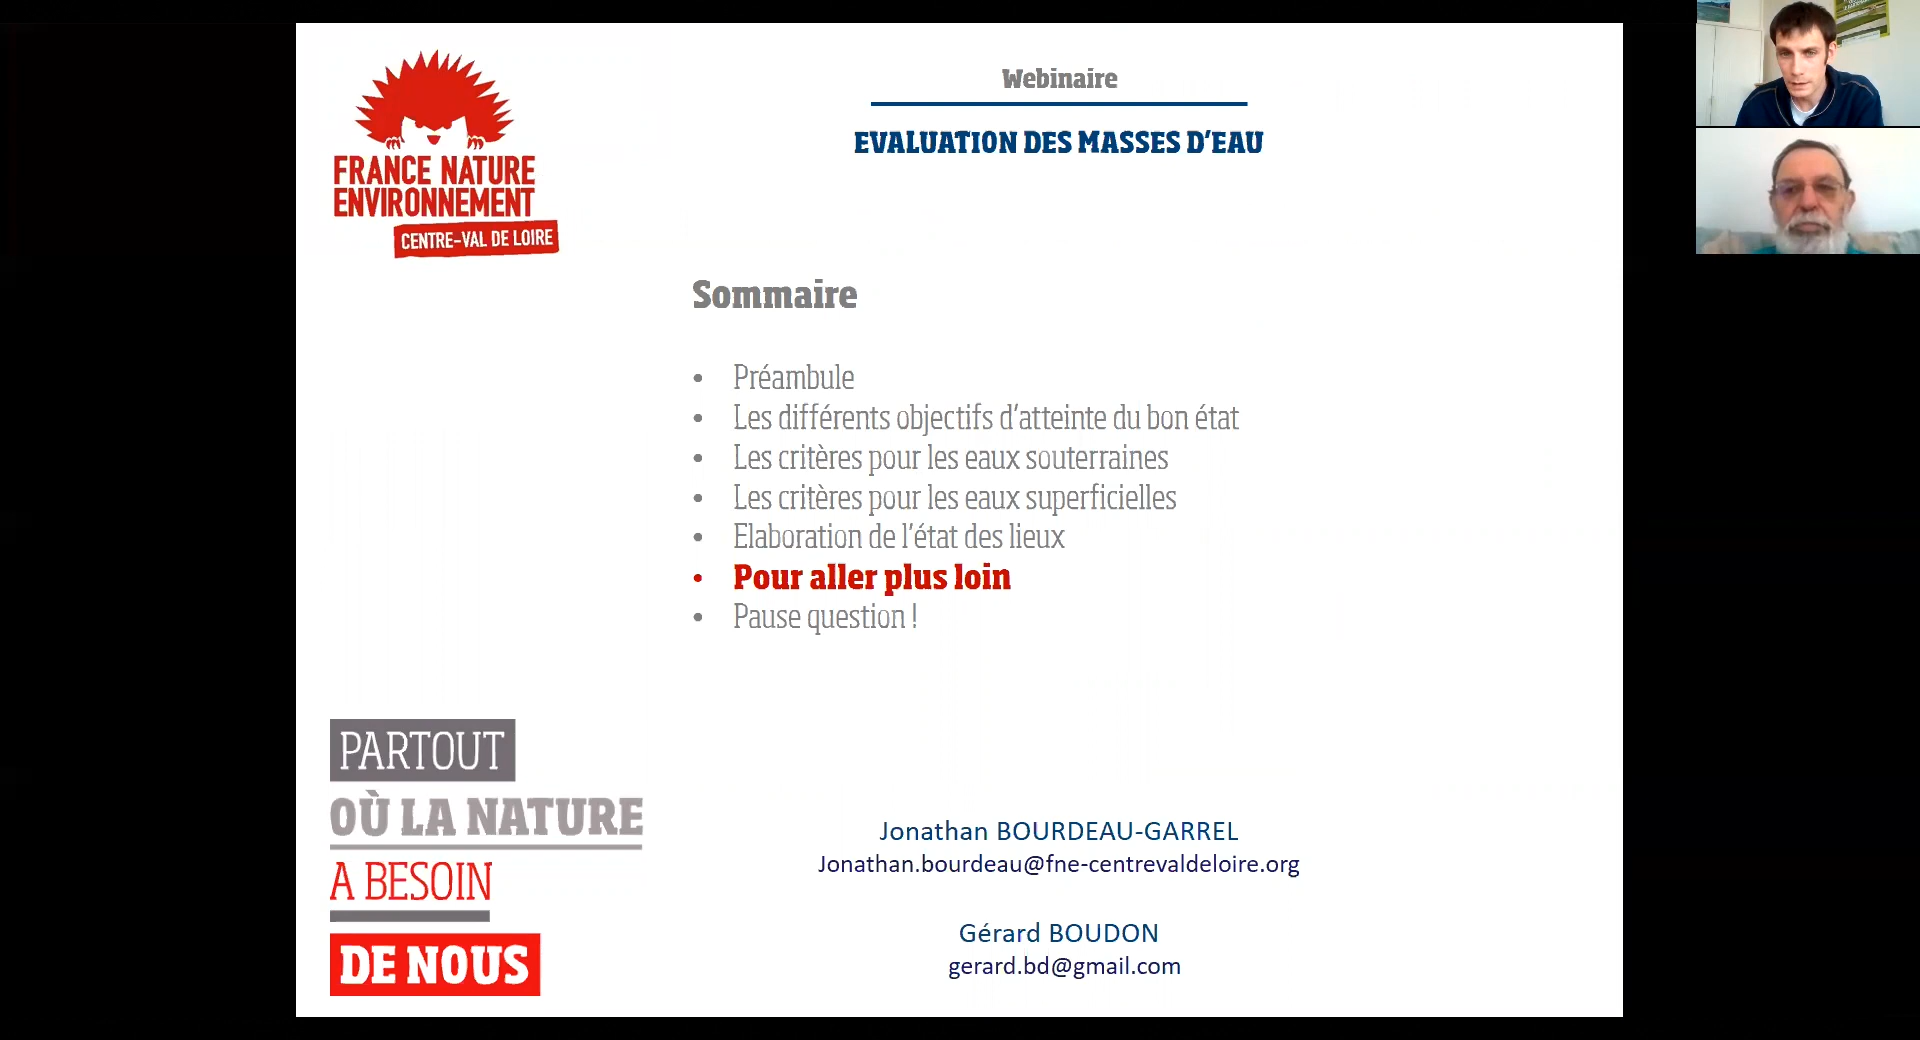 FRANCE NATURE
ENVIRONNEMENT
CENTRE-VAL DE LOIRE
Webinaire
EVALUATION DES MASSES D'EAU
Sommaire
• Préambule
• Les différents objectifs d'atteinte du bon état
• Les critères pour les eaux souterraines
• Les critères pour les eaux superficielles
• Elaboration de l'état des lieux
• Pour aller plus loin
• Pause question !
PARTOUT
OÙ LA NATURE
A BESOIN
DE NOUS
Jonathan BOURDEAU-GARREL
Jonathan.bourdeau@fne-centrevaldeloire.org
Gérard BOUDON
gerard.bd@gmail.com